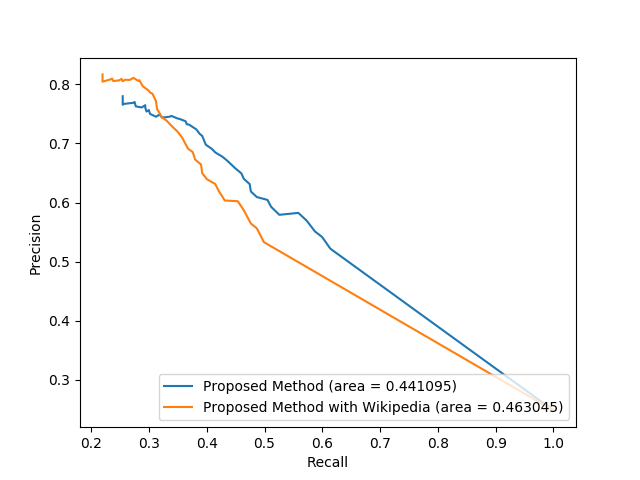 0.8
0.7
0.6
0.5
0.4
0.3
Precision
Proposed Method (area = 0.441095)
Proposed Method with Wikipedia (area = 0.463045)
0.2 0.3 0.4 0.5 0.6 0.7 0.8 0.9 1.0
Recall